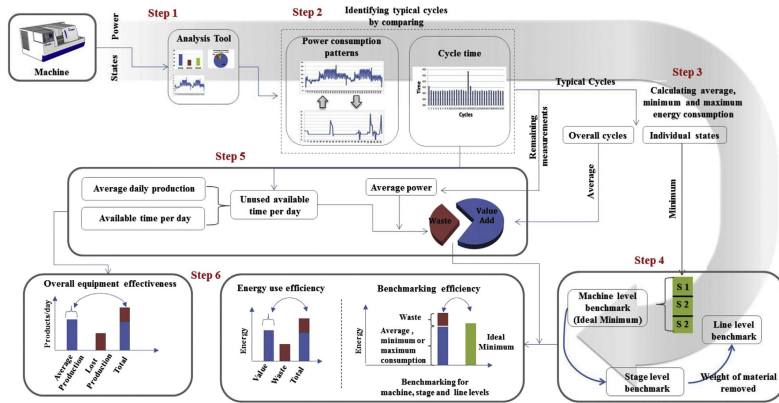 Step 1
Step 2
Identifying typical cycles
by comparing
Power
States
Machine
Analysis Tool
Power consumption
patterns
Cycle time
Time
Cycles
Typical Cycles
Step 3
Calculating average,
minimum and maximum
energy consumption
Remaining
measurements
Overall cycles
Individual states
Average
Minimum
Step 5
Average daily production
Available time per day
Unused available
time per day
Average power
Waste
Value
Add
Step 4
Machine level
benchmark
(Ideal Minimum)
S 1
S 2
S 2
Line level
benchmark
Stage level
benchmark
Weight of material
removed
Step 6
Overall equipment effectiveness
Products/day
Average
Production
Lost
Production
Total
Energy use efficiency
Energy
Value
Waste
Total
Benchmarking efficiency
Energy
Waste
Average ,
minimum or
maximum
consumption
Ideal
Minimum
Benchmarking for
machine, stage and line levels